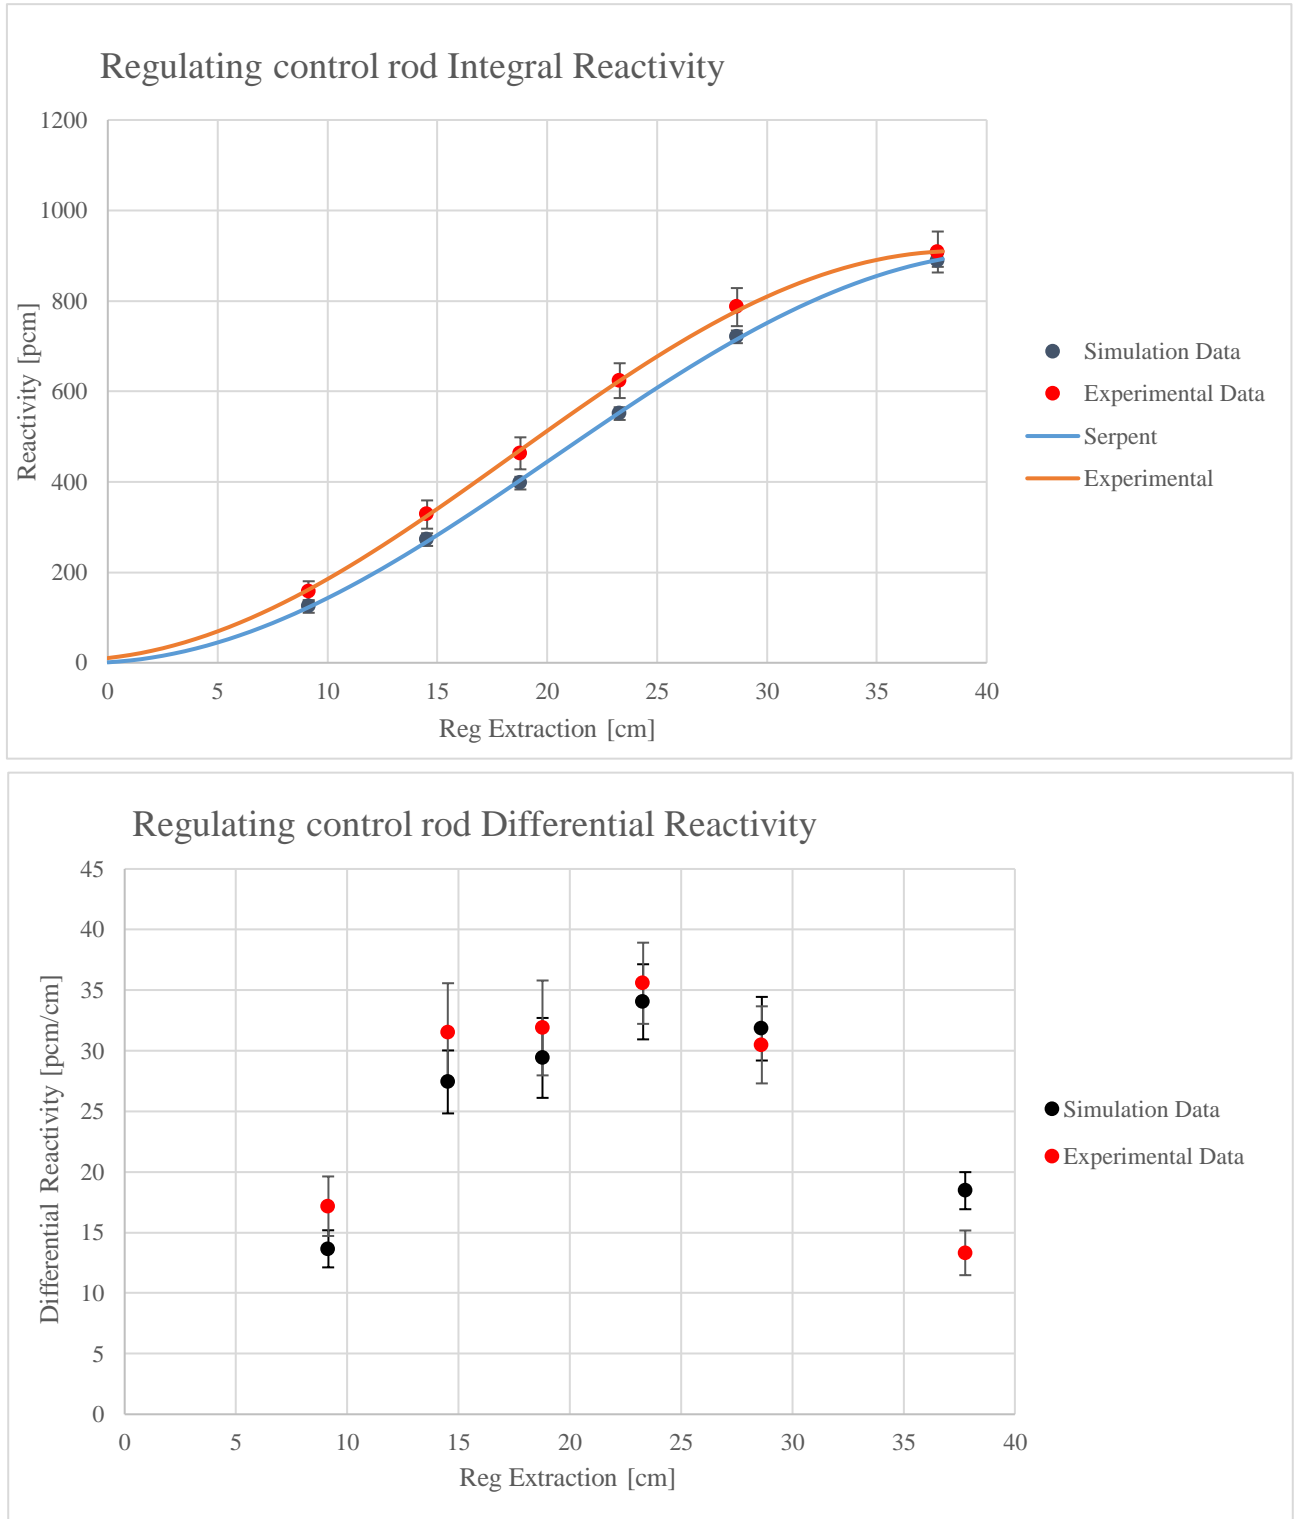 Regulating control rod Integral Reactivity
1200
1000
800
600
400
200
0
0 5 10 15 20 25 30 35 40
Reg Extraction [cm]
Reactivity [pcm]
Simulation Data
Experimental Data
Serpent
Experimental
Regulating control rod Differential Reactivity
45
40
35
30
25
20
15
10
5
0
0 5 10 15 20 25 30 35 40
Reg Extraction [cm]
Differential Reactivity [pcm/cm]
Simulation Data
Experimental Data